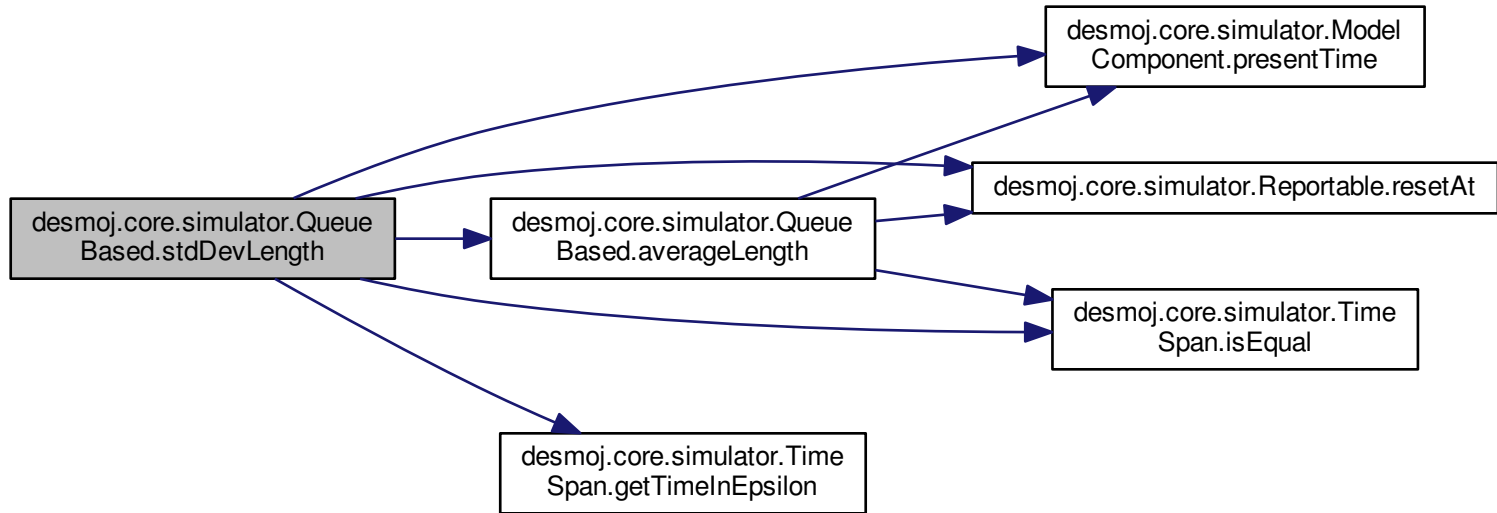 desmoj.core.simulator.Model
Component.presentTime
desmoj.core.simulator.Reportable.resetAt
desmoj.core.simulator.Queue
Based.stdDevLength
desmoj.core.simulator.Queue
Based.averageLength
desmoj.core.simulator.Time
Span.isEqual
desmoj.core.simulator.Time
Span.getTimeInEpsilon